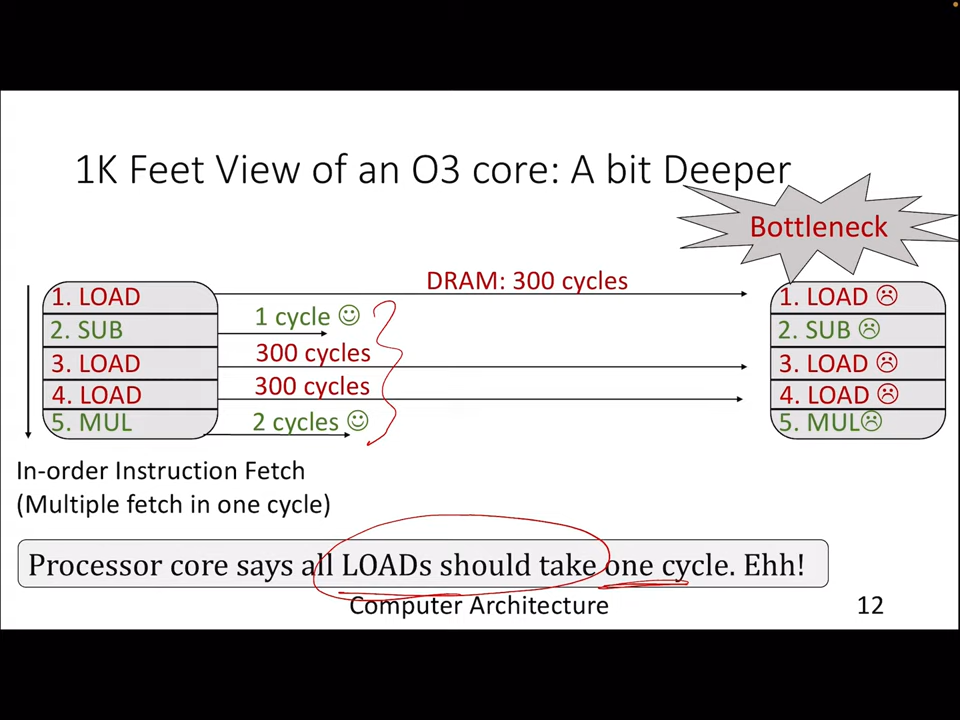 1K Feet View of an O3 core: A bit Deeper
Bottleneck
DRAM: 300 cycles
1. LOAD
2. SUB
3. LOAD
4. LOAD
5. MUL
1 cycle ☺
300 cycles
300 cycles
2 cycles ☺
1. LOAD ☹
2. SUB ☹
3. LOAD ☹
4. LOAD ☹
5. MUL☹
In-order Instruction Fetch
(Multiple fetch in one cycle)
Processor core says all LOADs should take one cycle. Ehh!
Computer Architecture
12